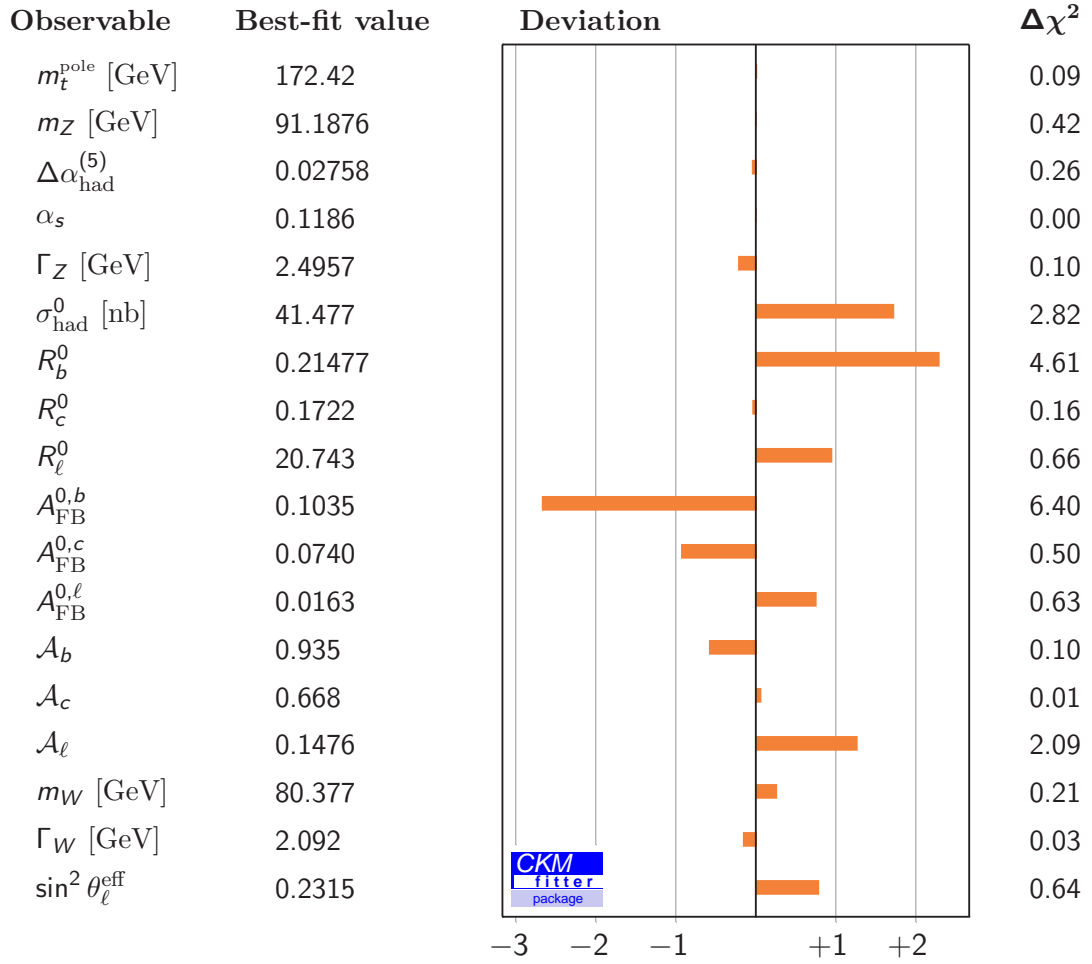 Observable Best-fit value Deviation Δχ²
m_t^pole [GeV] 172.42 0.09
m_Z [GeV] 91.1876 0.42
Δα_had^(5) 0.02758 0.26
α_s 0.1186 0.00
Γ_Z [GeV] 2.4957 0.10
σ_had^0 [nb] 41.477 2.82
R_b^0 0.21477 4.61
R_c^0 0.1722 0.16
R_ℓ^0 20.743 0.66
A_FB^0,b 0.1035 6.40
A_FB^0,c 0.0740 0.50
A_FB^0,ℓ 0.0163 0.63
𝒜_b 0.935 0.10
𝒜_c 0.668 0.01
𝒜_ℓ 0.1476 2.09
m_W [GeV] 80.377 0.21
Γ_W [GeV] 2.092 0.03
sin² θ_ℓ^eff 0.2315 0.64
CKM
fitter
package
−3 −2 −1 +1 +2